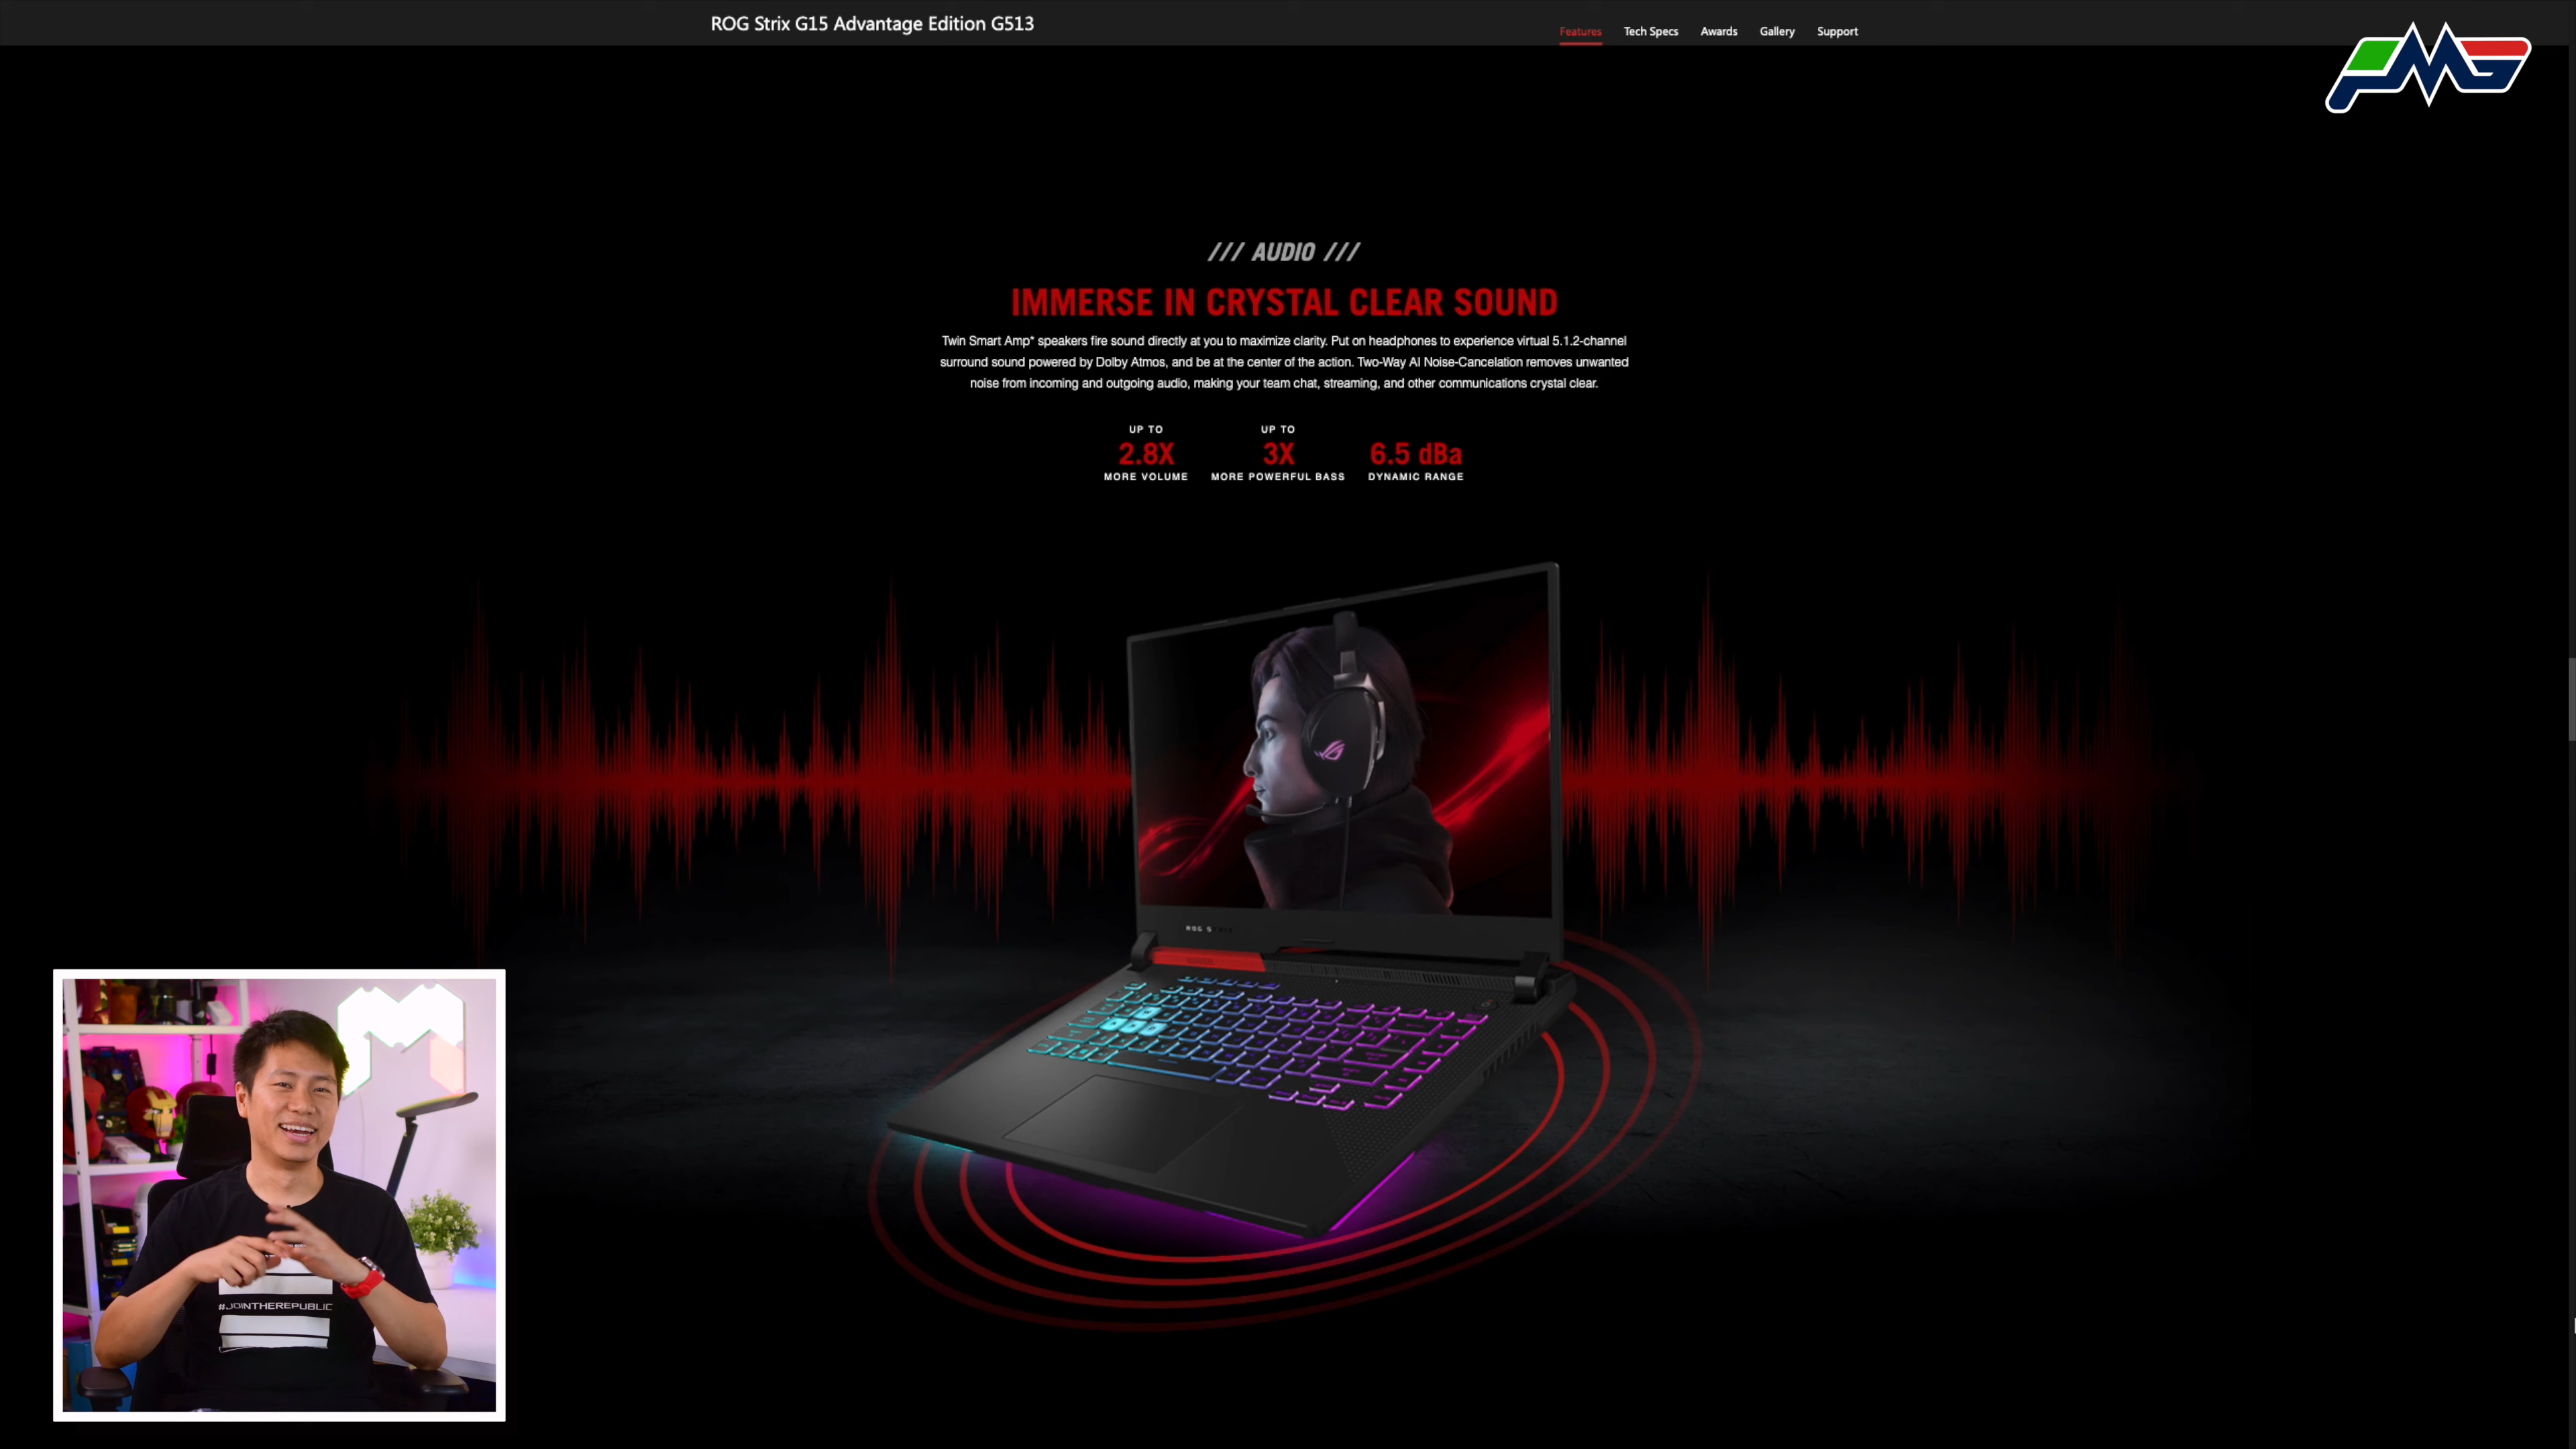 ROG Strix G15 Advantage Edition G513
Features Tech Specs Awards Gallery Support
PMG
/// AUDIO ///
IMMERSE IN CRYSTAL CLEAR SOUND
Twin Smart Amp* speakers fire sound directly at you to maximize clarity. Put on headphones to experience virtual 5.1.2-channel
surround sound powered by Dolby Atmos, and be at the center of the action. Two-Way AI Noise-Cancelation removes unwanted
noise from incoming and outgoing audio, making your team chat, streaming, and other communications crystal clear.
UP TO
2.8X
MORE VOLUME
UP TO
3X
MORE POWERFUL BASS
6.5 dBa
DYNAMIC RANGE
ROG S
#JOINTHEREPUBLIC